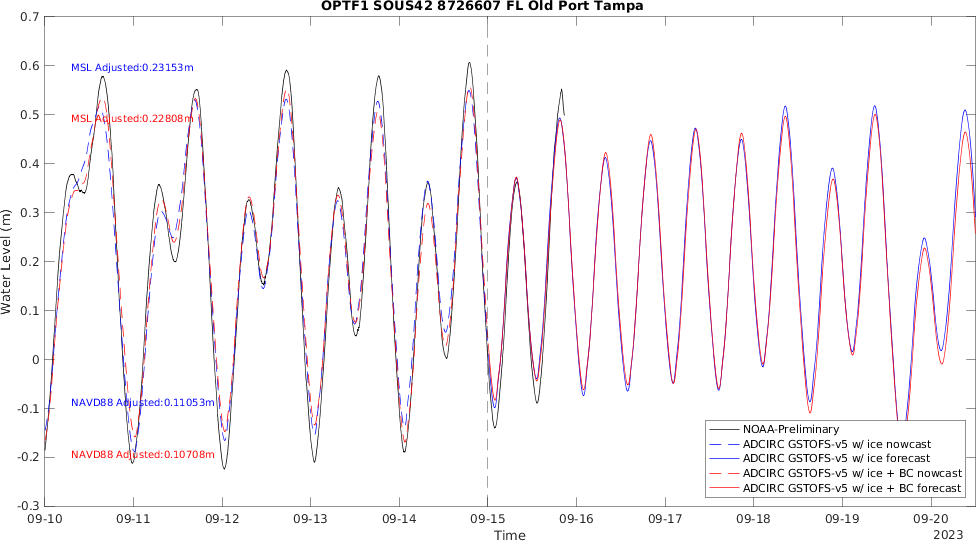 OPTF1 SOUS42 8726607 FL Old Port Tampa
0.7
0.6
0.5
0.4
0.3
0.2
0.1
0
-0.1
-0.2
-0.3
Water Level (m)
MSL Adjusted:0.23153m
MSL Adjusted:0.22808m
NAVD88 Adjusted:0.11053m
NAVD88 Adjusted:0.10708m
NOAA-Preliminary
ADCIRC GSTOFS-v5 w/ ice nowcast
ADCIRC GSTOFS-v5 w/ ice forecast
ADCIRC GSTOFS-v5 w/ ice + BC nowcast
ADCIRC GSTOFS-v5 w/ ice + BC forecast
09-10 09-11 09-12 09-13 09-14 09-15 09-16 09-17 09-18 09-19 09-20
Time
2023